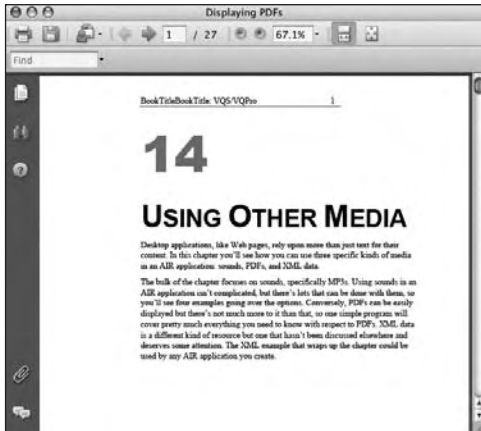 Displaying PDFs
1 / 27 67.1%
Find
BookTitleBookTitle: VQS/VQPro 1
14
USING OTHER MEDIA
Desktop applications, like Web pages, rely upon more than just text for their
content. In this chapter you'll see how you can use three specific kinds of media
in an AIR application: sounds, PDFs, and XML data.
The bulk of the chapter focuses on sounds, specifically MP3s. Using sounds in an
AIR application isn't complicated, but there's lots that can be done with them, so
you'll see four examples going over the options. Conversely, PDFs can be easily
displayed but there's not much more to it than that, so one simple program will
cover pretty much everything you need to know with respect to PDFs. XML data
is a different kind of resource but one that hasn't been discussed elsewhere and
deserves some attention. The XML example that wraps up the chapter could be
used by any AIR application you create.